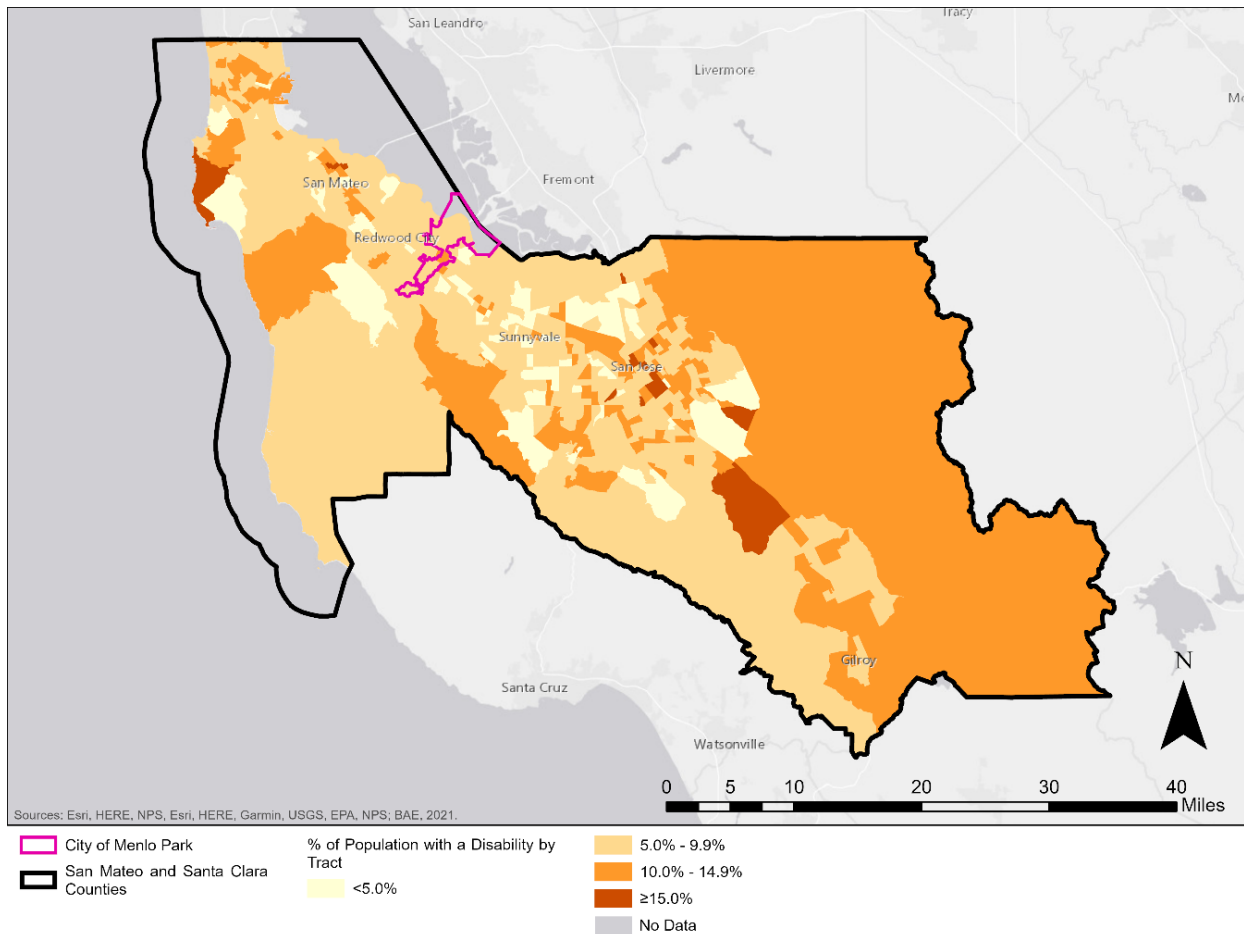 San Leandro
Tracy
Livermore
Fremont
San Mateo
Redwood City
Sunnyvale
San Jose
Gilroy
Santa Cruz
Watsonville
N
0 5 10 20 30 40
Miles
Sources: Esri, HERE, NPS, Esri, HERE, Garmin, USGS, EPA, NPS; BAE, 2021.
City of Menlo Park
San Mateo and Santa Clara
Counties
% of Population with a Disability by
Tract
<5.0%
5.0% - 9.9%
10.0% - 14.9%
≥15.0%
No Data